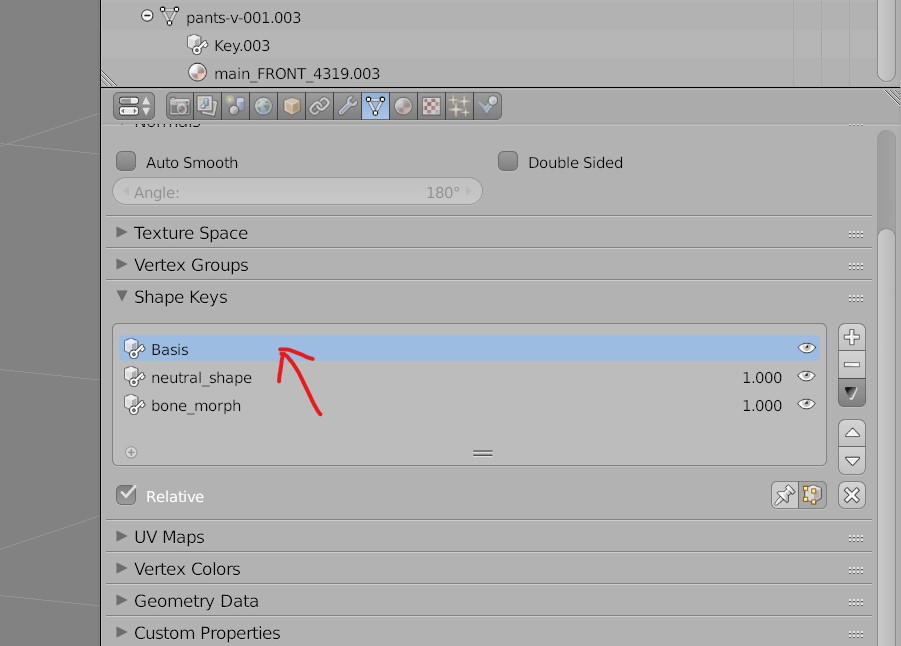 pants-v-001.003
Key.003
main_FRONT_4319.003
Normals
Auto Smooth Double Sided
Angle: 180°
Texture Space
Vertex Groups
Shape Keys
Basis
neutral_shape 1.000
bone_morph 1.000
Relative
UV Maps
Vertex Colors
Geometry Data
Custom Properties